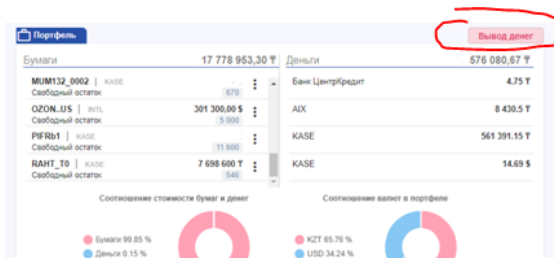 Портфель
Вывод денег
Бумаги 17 778 953,30 ₸
Деньги 576 080,67 ₸
MUM132_0002 | KASE
Свободный остаток 670
OZON..US | INTL 301 300,00 $
Свободный остаток 5 000
PIFRb1 | KASE
Свободный остаток 11 600
RAHT_T0 | KASE 7 698 600 ₸
Свободный остаток 546
Банк ЦентрКредит 4.75 ₸
AIX 8 430.5 ₸
KASE 561 391.15 ₸
KASE 14.69 $
Соотношение стоимости бумаг и денег
Бумаги 99.85 %
Деньги 0.15 %
Соотношение валют в портфеле
KZT 65.76 %
USD 34.24 %